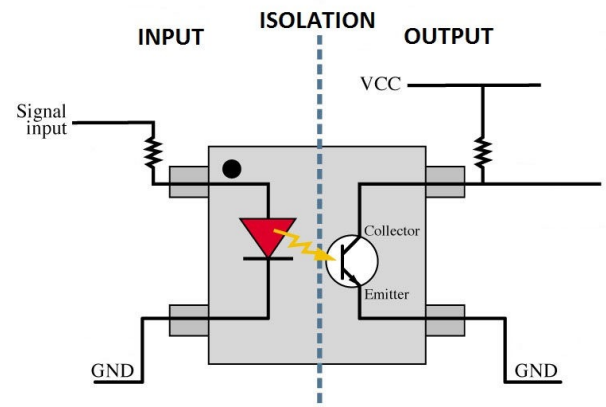 INPUT
ISOLATION
OUTPUT
VCC
Signal
input
Collector
Emitter
GND
GND